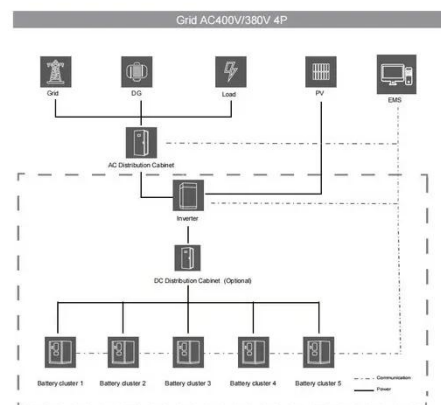 Grid AC400V/380V 4P
Grid
DG
Load
PV
EMS
AC Distribution Cabinet
Inverter
DC Distribution Cabinet (Optional)
Battery cluster 1
Battery cluster 2
Battery cluster 3
Battery cluster 4
Battery cluster 5
Communication
Power